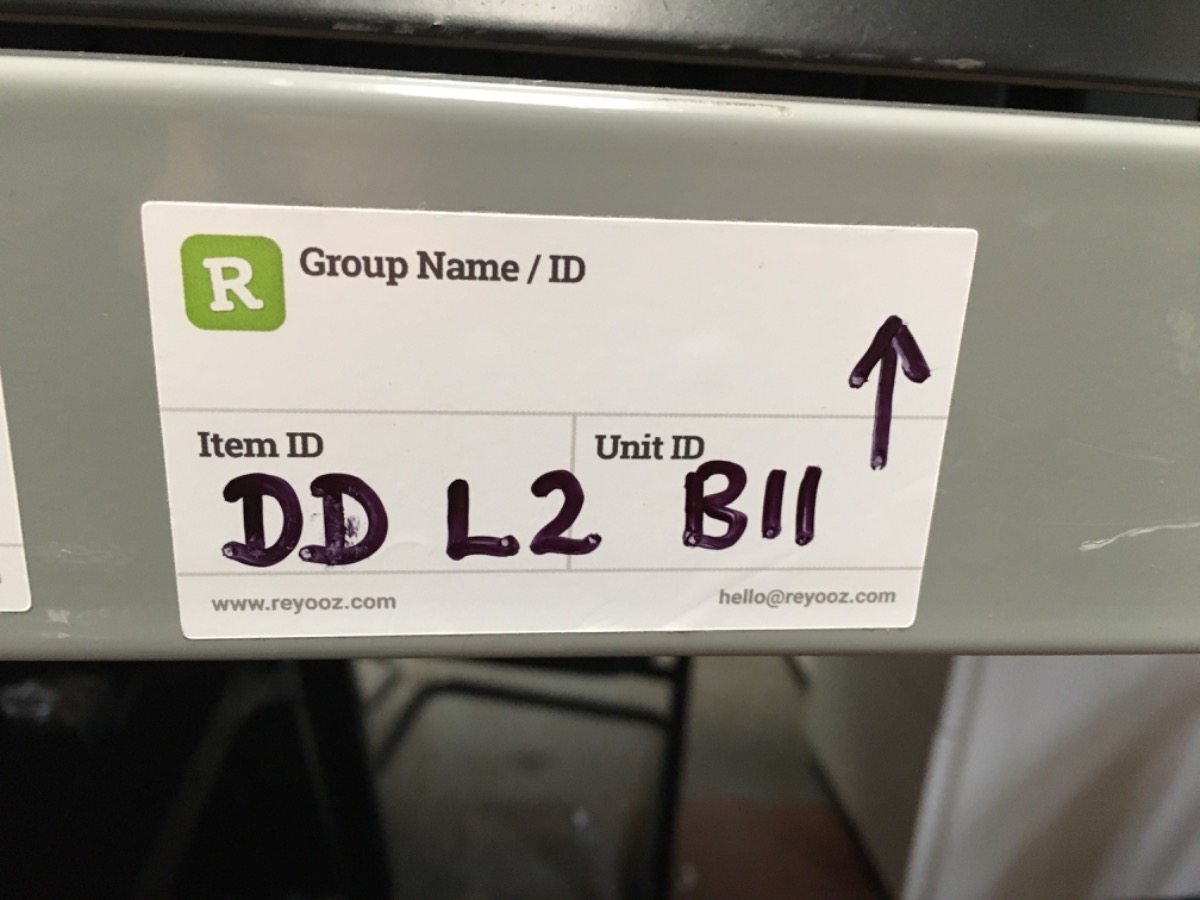 R Group Name / ID
Item ID Unit ID
DD L2 B11
www.reyooz.com hello@reyooz.com